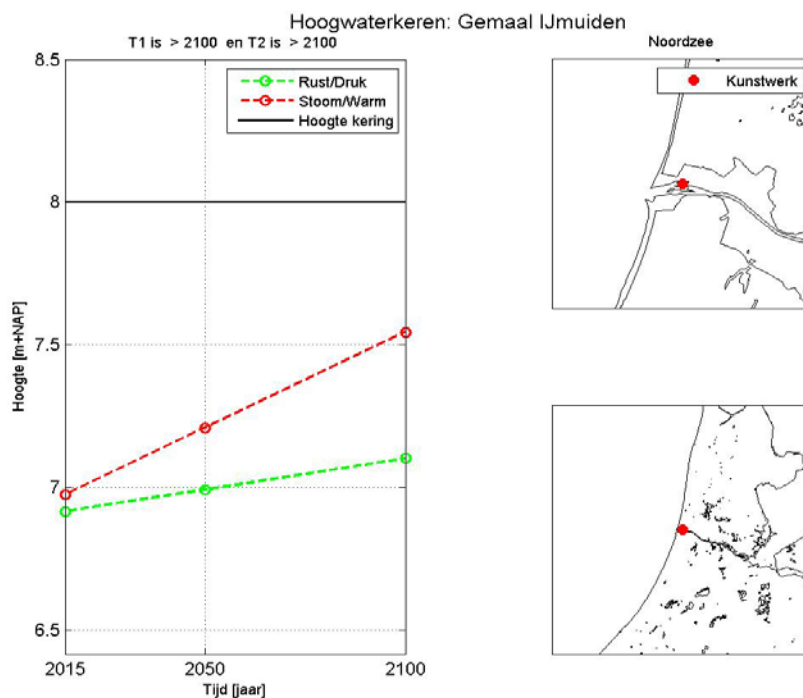 Hoogwaterkeren: Gemaal IJmuiden
T1 is > 2100 en T2 is > 2100
Noordzee
8.5
Rust/Druk
Stoom/Warm
Hoogte kering
Kunstwerk
8
7.5
7
6.5
Hoogte [m+NAP]
2015
2050
2100
Tijd [jaar]